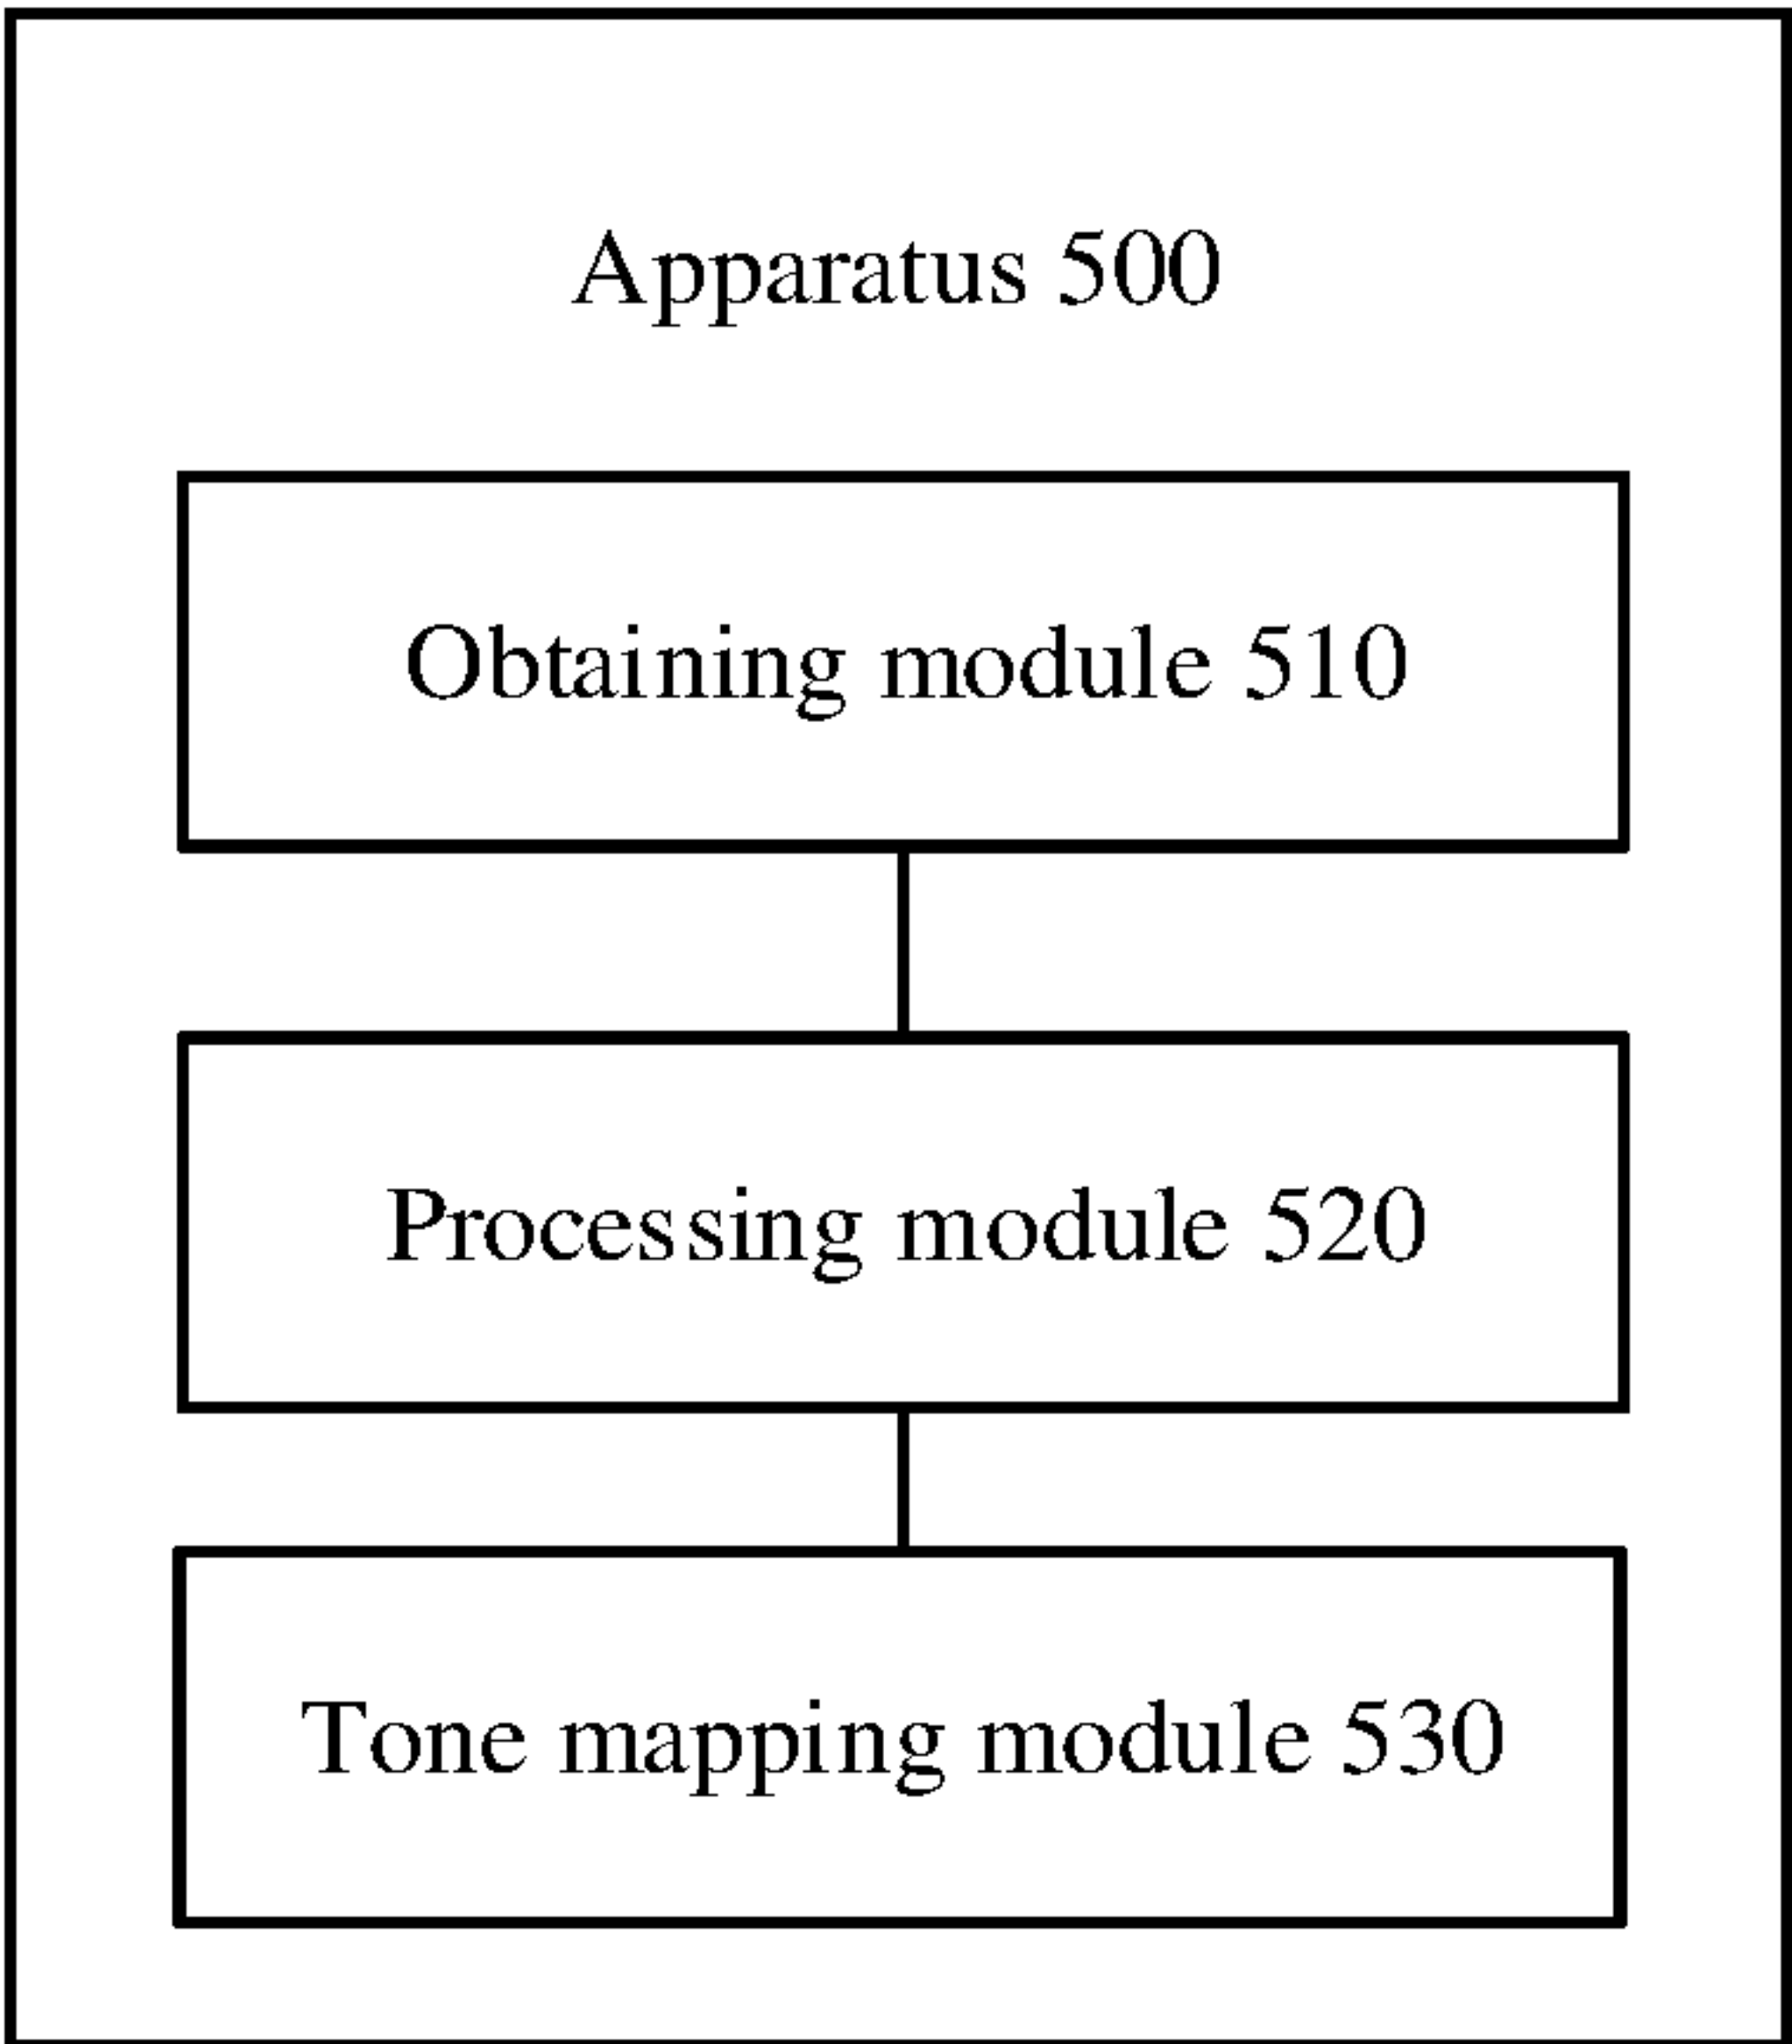 Apparatus 500
Obtaining module 510
Processing module 520
Tone mapping module 530